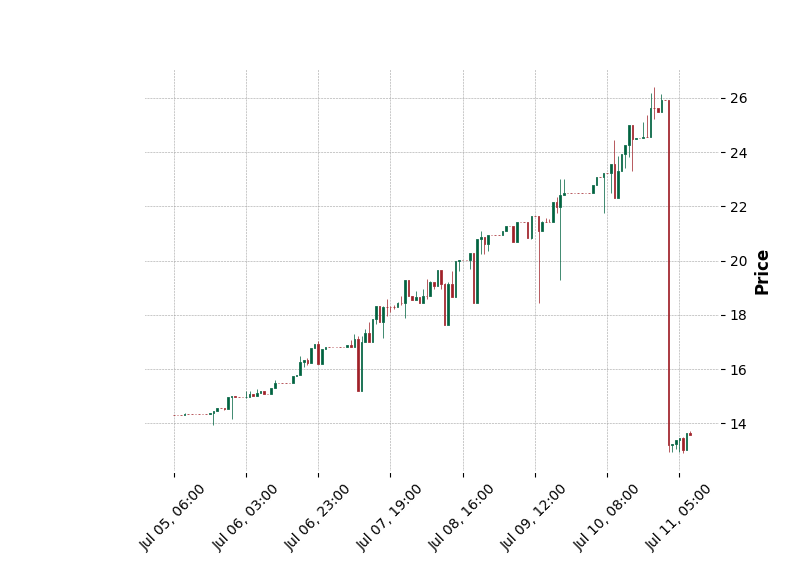 26
24
22
20
18
16
14
Price
Jul 05, 06:00
Jul 06, 03:00
Jul 06, 23:00
Jul 07, 19:00
Jul 08, 16:00
Jul 09, 12:00
Jul 10, 08:00
Jul 11, 05:00